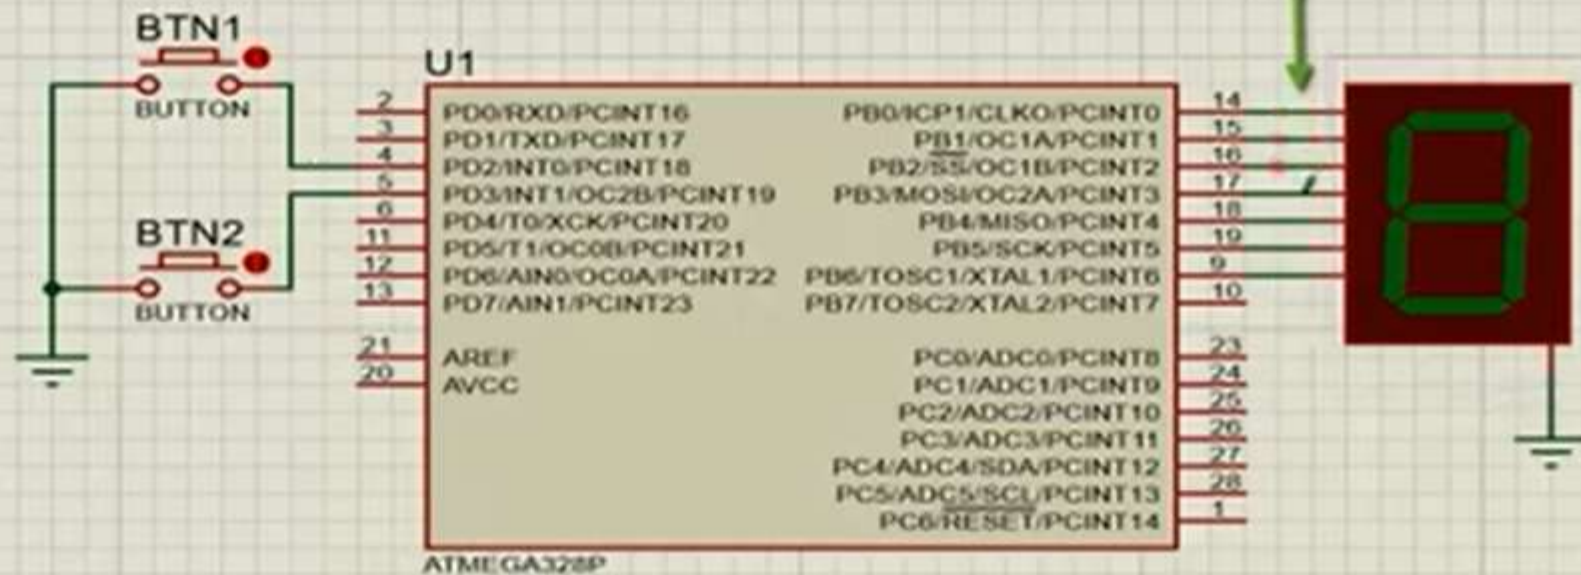 BTN1
BUTTON
BTN2
BUTTON
U1
2 PD0/RXD/PCINT16
3 PD1/TXD/PCINT17
4 PD2/INT0/PCINT18
5 PD3/INT1/OC2B/PCINT19
6 PD4/T0/XCK/PCINT20
11 PD5/T1/OC0B/PCINT21
12 PD6/AIN0/OC0A/PCINT22
13 PD7/AIN1/PCINT23
21 AREF
20 AVCC
PB0/ICP1/CLKO/PCINT0 14
PB1/OC1A/PCINT1 15
PB2/SS/OC1B/PCINT2 16
PB3/MOSI/OC2A/PCINT3 17
PB4/MISO/PCINT4 18
PB5/SCK/PCINT5 19
PB6/TOSC1/XTAL1/PCINT6 9
PB7/TOSC2/XTAL2/PCINT7 10
PC0/ADC0/PCINT8 23
PC1/ADC1/PCINT9 24
PC2/ADC2/PCINT10 25
PC3/ADC3/PCINT11 26
PC4/ADC4/SDA/PCINT12 27
PC5/ADC5/SCL/PCINT13 28
PC6/RESET/PCINT14 1
ATMEGA328P